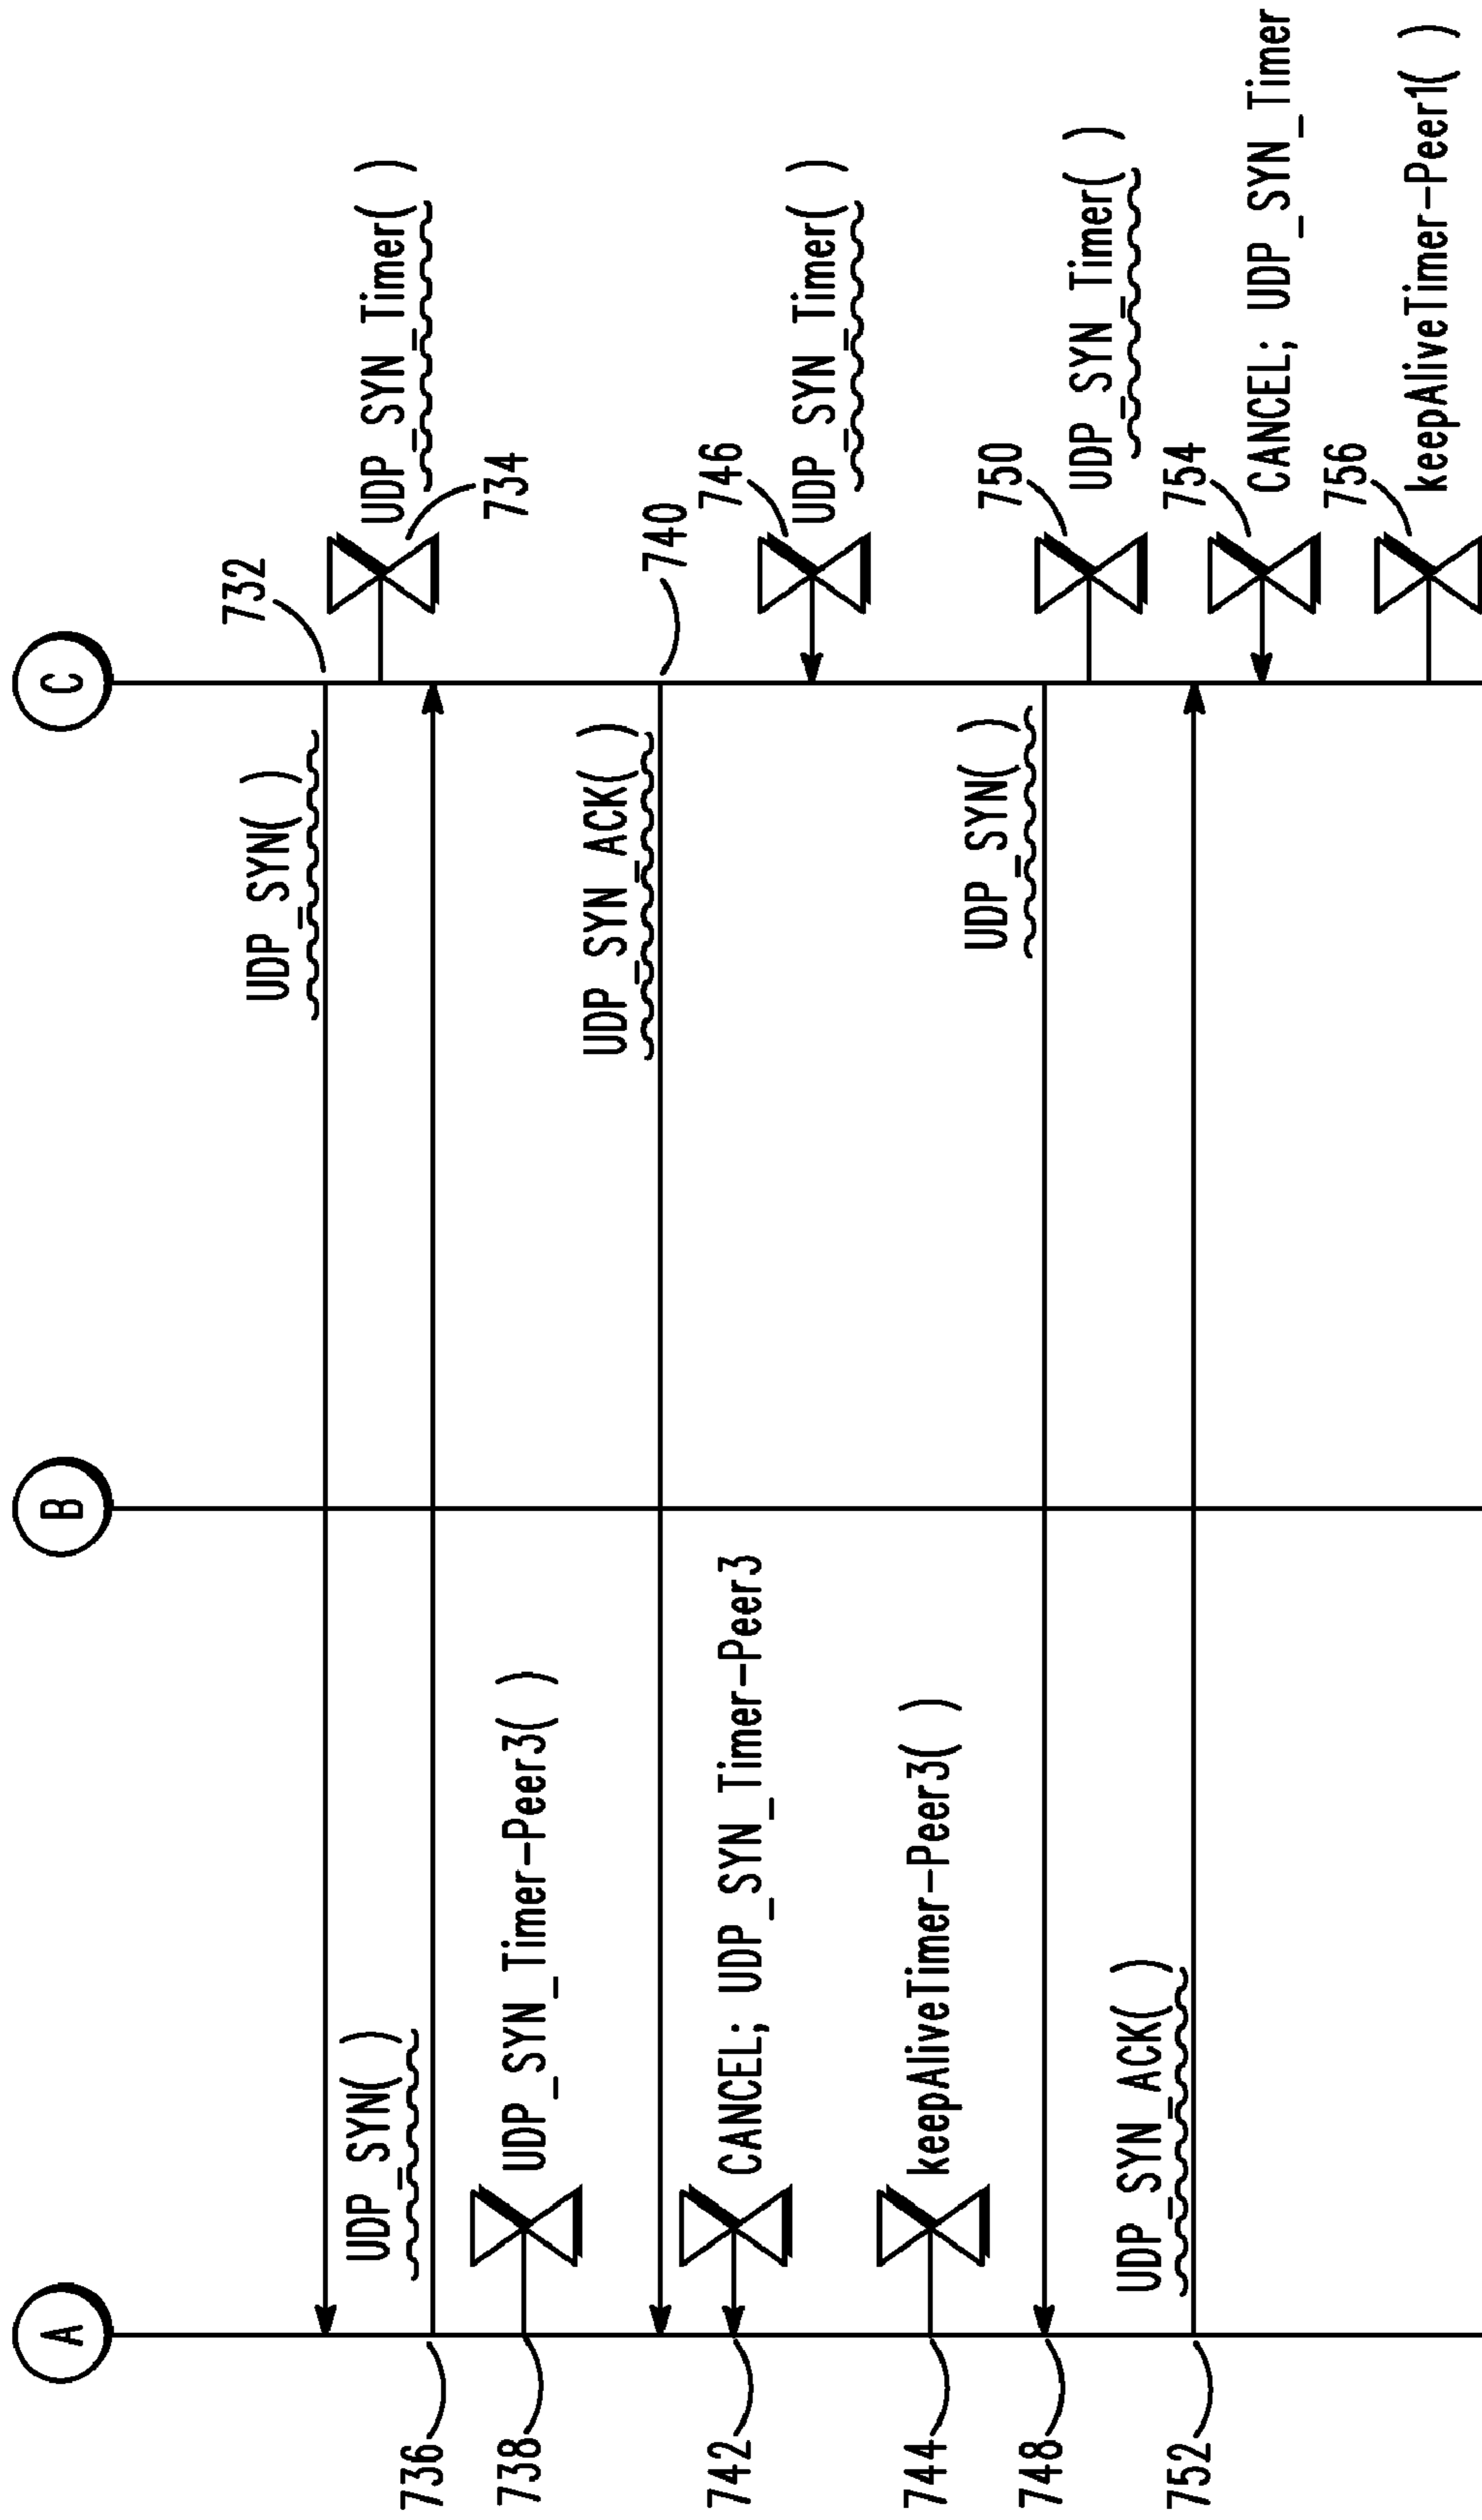 A
B
C
732
UDP_SYN( )
734
UDP_SYN_Timer( )
736
UDP_SYN( )
738
UDP_SYN_Timer-Peer3( )
740
UDP_SYN_ACK( )
742
CANCEL; UDP_SYN_Timer-Peer3
746
UDP_SYN_Timer( )
744
keepAliveTimer-Peer3( )
748
UDP_SYN( )
750
UDP_SYN_Timer( )
752
UDP_SYN_ACK( )
754
CANCEL; UDP_SYN_Timer
756
keepAliveTimer-Peer1( )